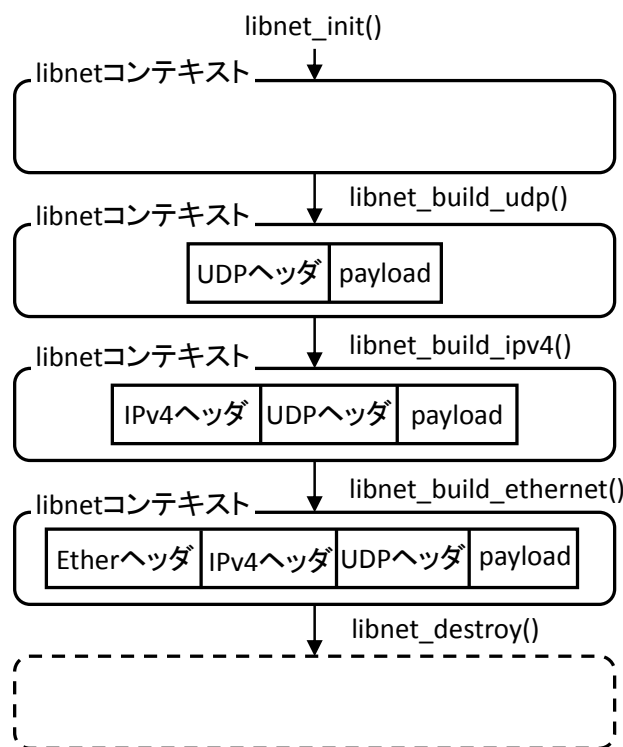 libnet_init()
libnetコンテキスト
libnet_build_udp()
libnetコンテキスト
UDPヘッダ payload
libnet_build_ipv4()
libnetコンテキスト
IPv4ヘッダ UDPヘッダ payload
libnet_build_ethernet()
libnetコンテキスト
Etherヘッダ IPv4ヘッダ UDPヘッダ payload
libnet_destroy()